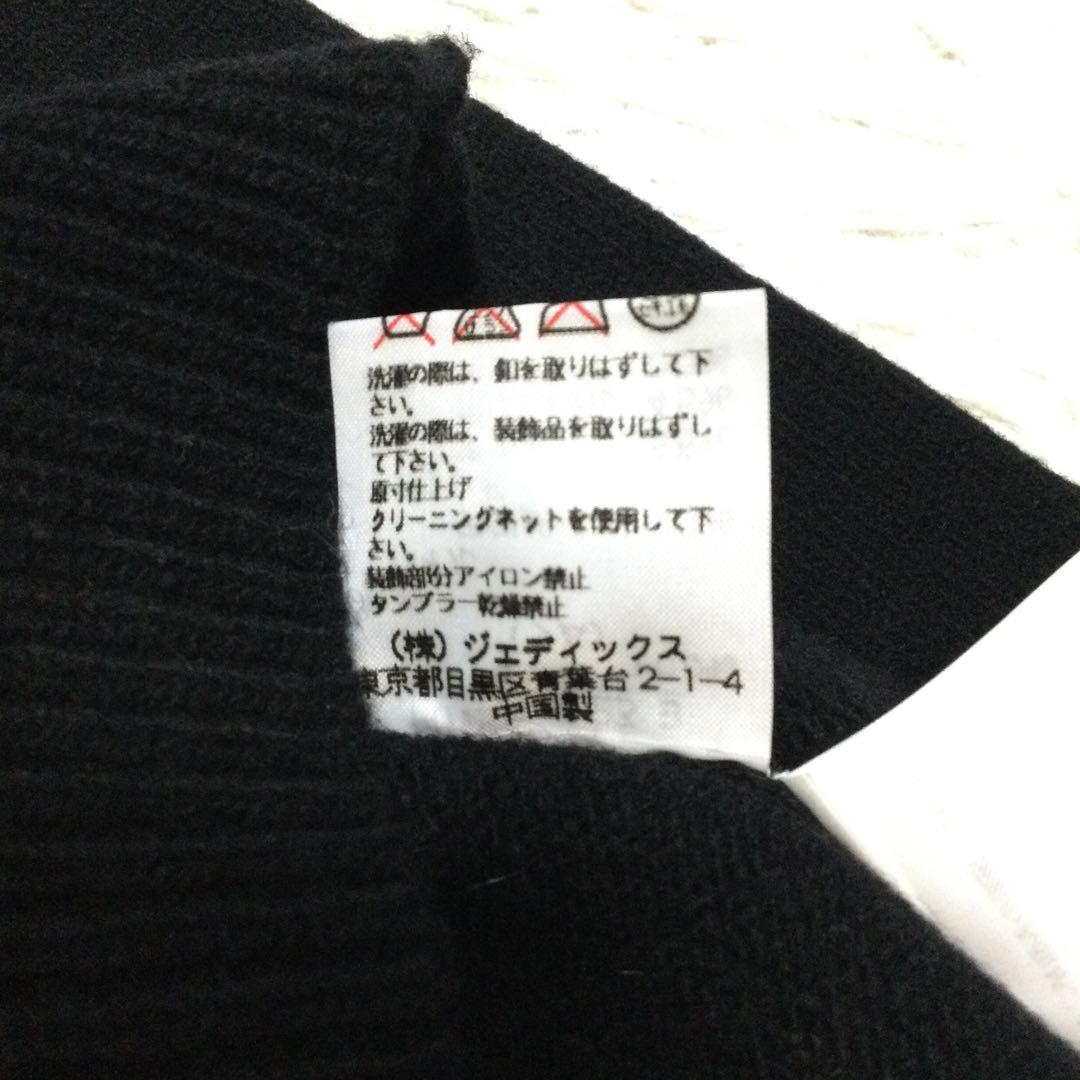 洗濯の際は、釦を取りはずして下
さい。
洗濯の際は、装飾品を取りはずし
て下さい。
原寸仕上げ
クリーニングネットを使用して下
さい。
装飾部分アイロン禁止
タンブラー乾燥禁止
(株)ジェディックス
東京都目黒区青葉台2-1-4
中国製